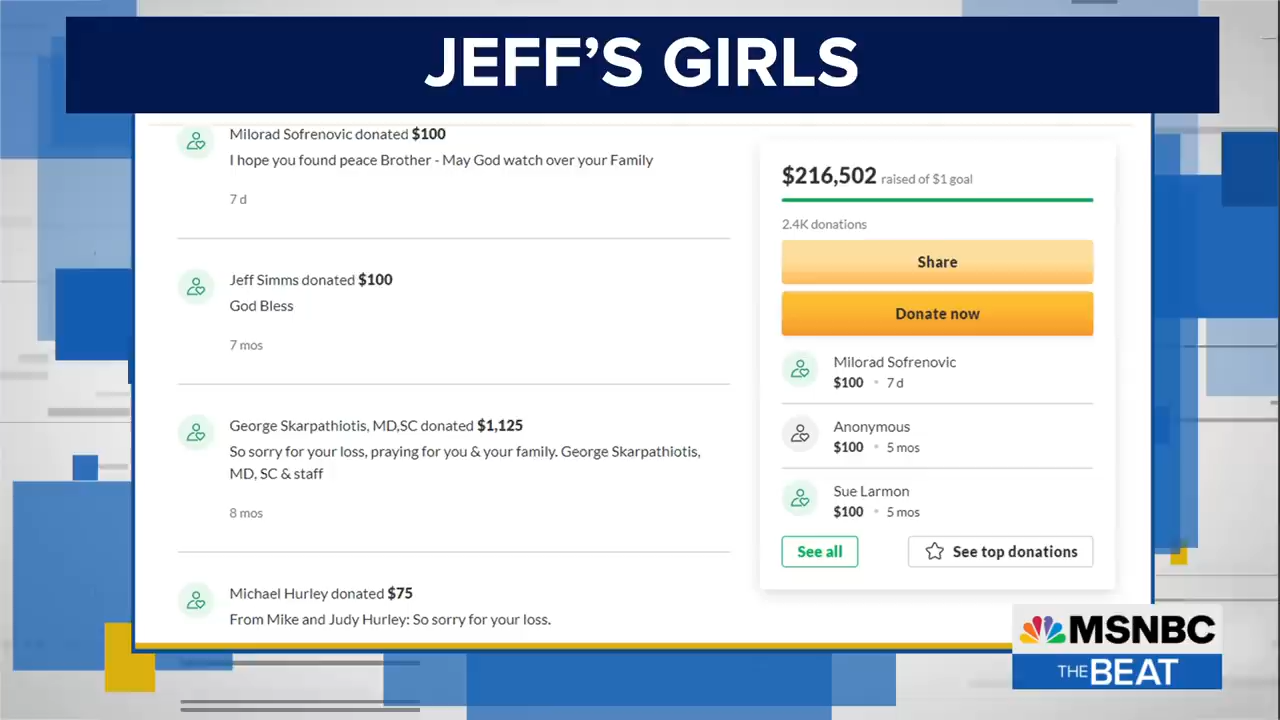 JEFF'S GIRLS
Milorad Sofrenovic donated $100
I hope you found peace Brother - May God watch over your Family
7 d
Jeff Simms donated $100
God Bless
7 mos
George Skarpathiotis, MD,SC donated $1,125
So sorry for your loss, praying for you & your family. George Skarpathiotis,
MD, SC & staff
8 mos
Michael Hurley donated $75
From Mike and Judy Hurley: So sorry for your loss.
$216,502 raised of $1 goal
2.4K donations
Share
Donate now
Milorad Sofrenovic
$100 • 7 d
Anonymous
$100 • 5 mos
Sue Larmon
$100 • 5 mos
See all
See top donations
MSNBC
THE BEAT